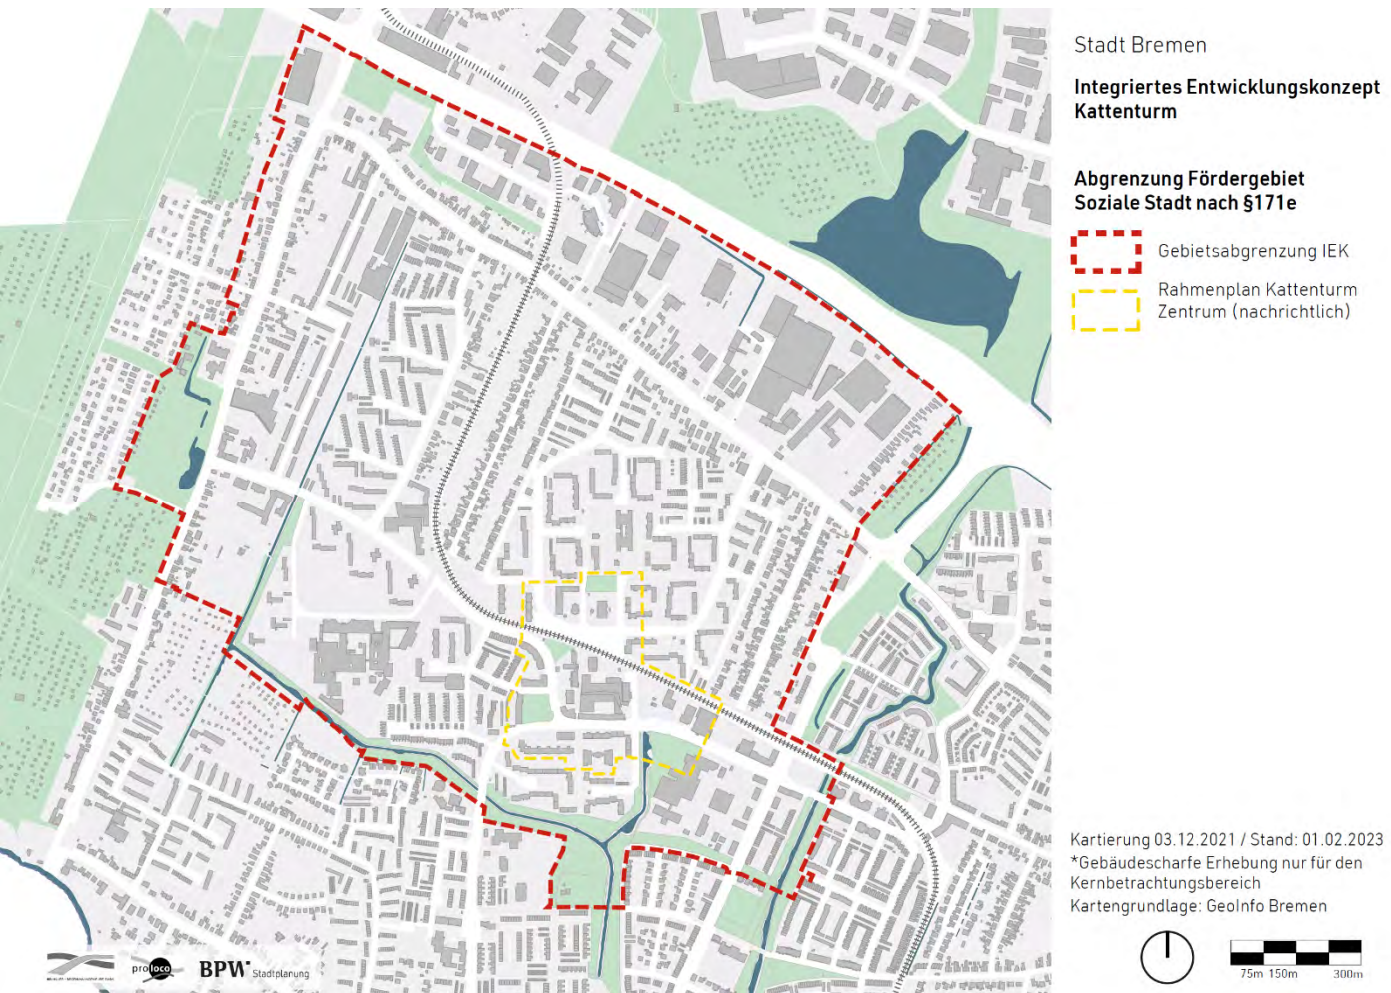 Stadt Bremen
Integriertes Entwicklungskonzept
Kattenturm
Abgrenzung Fördergebiet
Soziale Stadt nach §171e
Gebietsabgrenzung IEK
Rahmenplan Kattenturm
Zentrum (nachrichtlich)
Kartierung 03.12.2021 / Stand: 01.02.2023
*Gebäudescharfe Erhebung nur für den
Kernbetrachtungsbereich
Kartengrundlage: GeoInfo Bremen
75m 150m 300m
proloco
BPW Stadtplanung